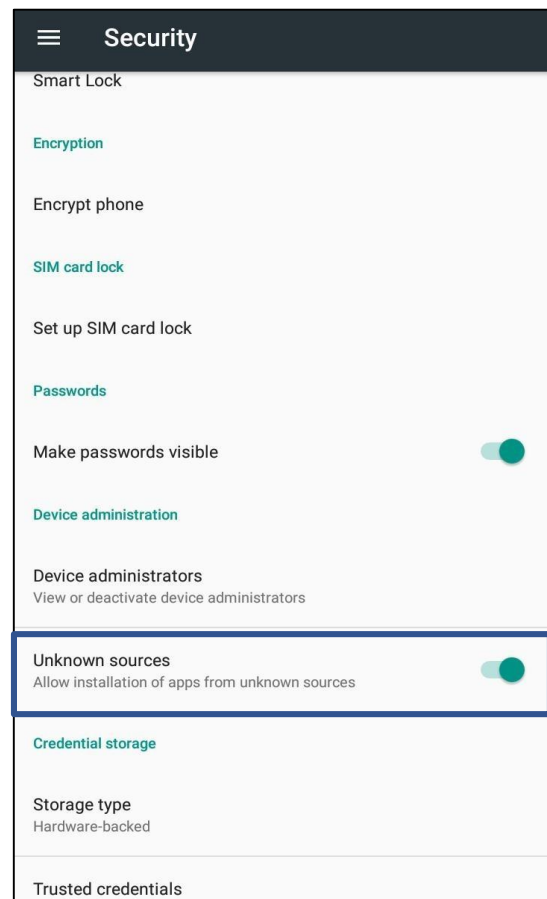 Security
Smart Lock
Encryption
Encrypt phone
SIM card lock
Set up SIM card lock
Passwords
Make passwords visible
Device administration
Device administrators
View or deactivate device administrators
Unknown sources
Allow installation of apps from unknown sources
Credential storage
Storage type
Hardware-backed
Trusted credentials